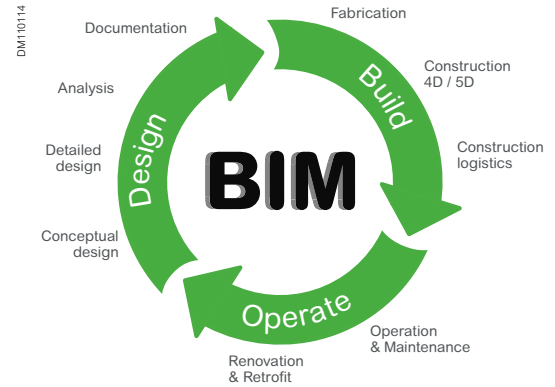 DM110114
Documentation
Analysis
Detailed
design
Conceptual
design
Design
Fabrication
Construction
4D / 5D
Construction
logistics
Build
BIM
Operate
Operation
& Maintenance
Renovation
& Retrofit